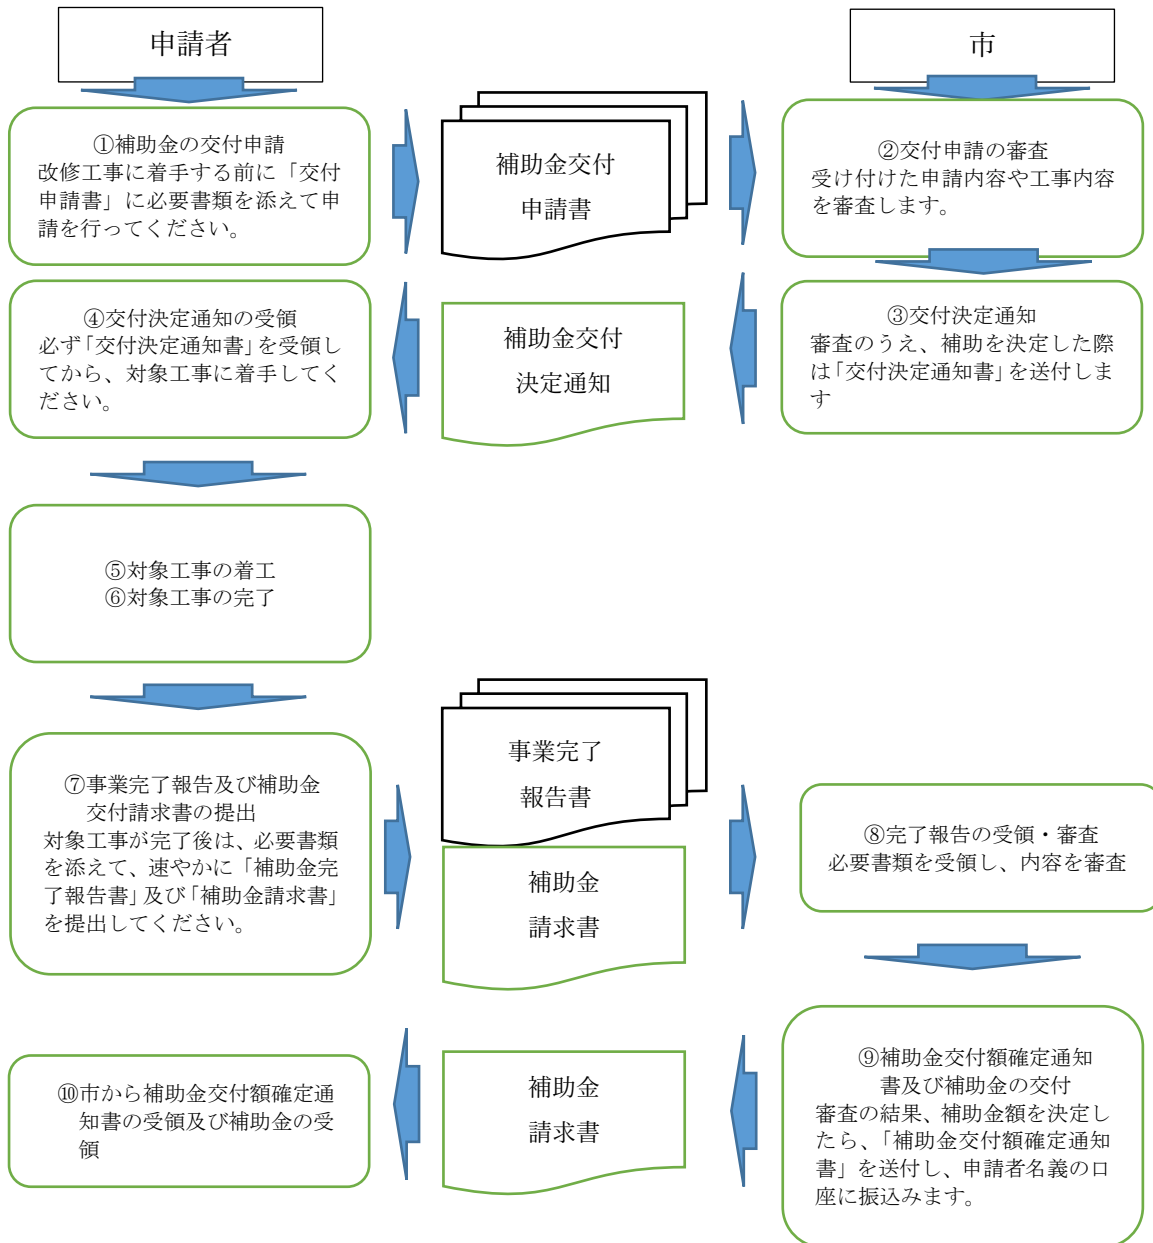 申請者
市
①補助金の交付申請
改修工事に着手する前に「交付
申請書」に必要書類を添えて申
請を行ってください。
補助金交付
申請書
②交付申請の審査
受け付けた申請内容や工事内容
を審査します。
④交付決定通知の受領
必ず「交付決定通知書」を受領し
てから、対象工事に着手してく
ださい。
補助金交付
決定通知
③交付決定通知
審査のうえ、補助を決定した際
は「交付決定通知書」を送付しま
す
⑤対象工事の着工
⑥対象工事の完了
⑦事業完了報告及び補助金
交付請求書の提出
対象工事が完了後は、必要書類
を添えて、速やかに「補助金完
了報告書」及び「補助金請求書」
を提出してください。
事業完了
報告書
補助金
請求書
⑧完了報告の受領・審査
必要書類を受領し、内容を審査
⑩市から補助金交付額確定通
知書の受領及び補助金の受
領
補助金
請求書
⑨補助金交付額確定通知
書及び補助金の交付
審査の結果、補助金額を決定し
たら、「補助金交付額確定通知
書」を送付し、申請者名義の口
座に振込みます。